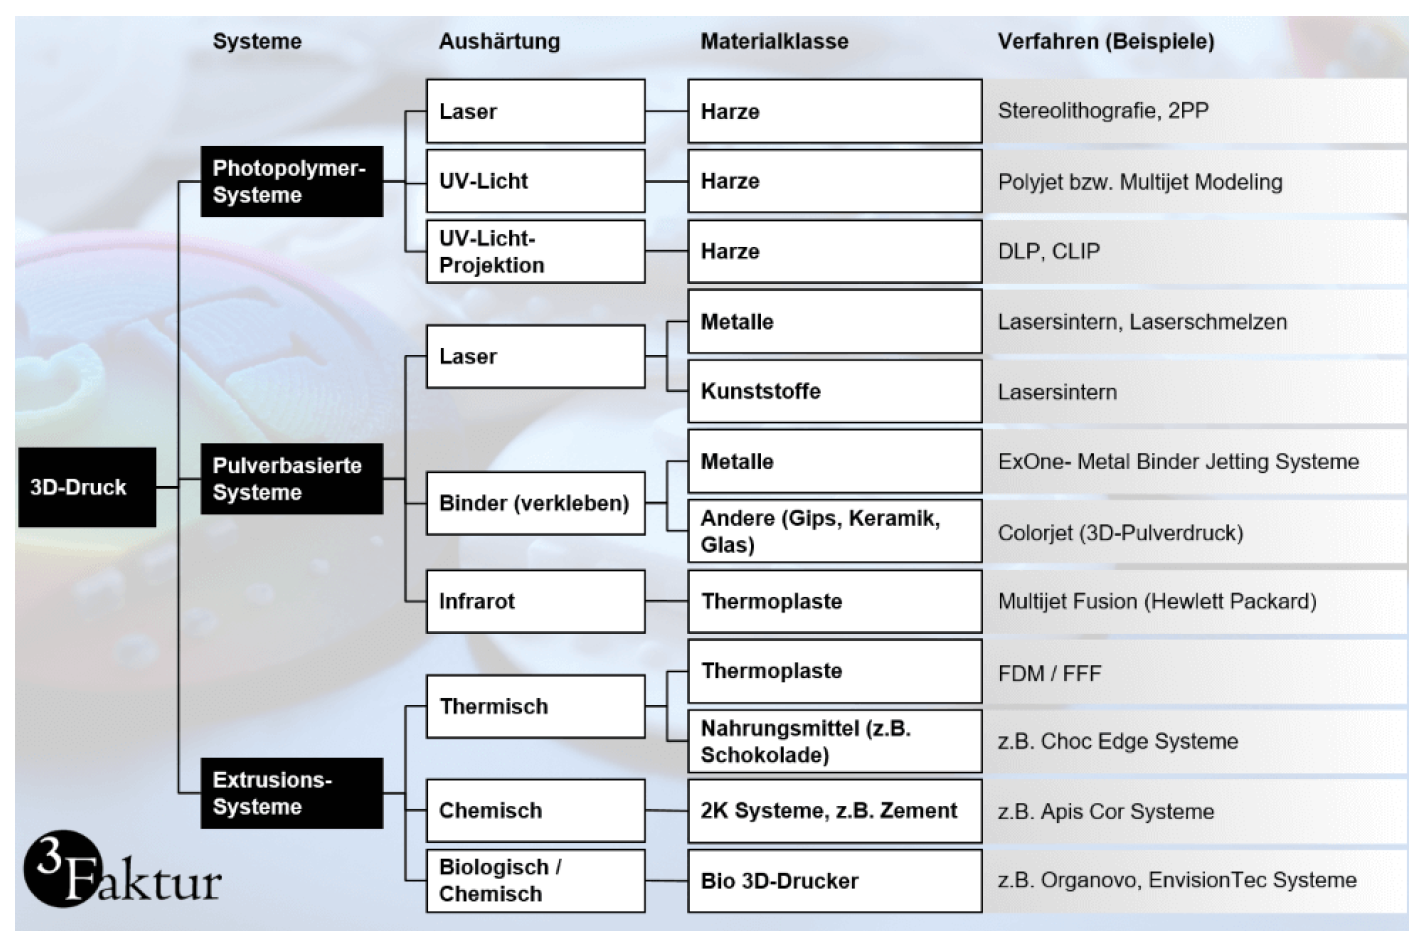 Systeme
Aushärtung
Materialklasse
Verfahren (Beispiele)
3D-Druck
Photopolymer-
Systeme
Laser
Harze
Stereolithografie, 2PP
UV-Licht
Harze
Polyjet bzw. Multijet Modeling
UV-Licht-
Projektion
Harze
DLP, CLIP
Pulverbasierte
Systeme
Laser
Metalle
Lasersintern, Laserschmelzen
Kunststoffe
Lasersintern
Binder (verkleben)
Metalle
ExOne- Metal Binder Jetting Systeme
Andere (Gips, Keramik,
Glas)
Colorjet (3D-Pulverdruck)
Infrarot
Thermoplaste
Multijet Fusion (Hewlett Packard)
Extrusions-
Systeme
Thermisch
Thermoplaste
FDM / FFF
Nahrungsmittel (z.B.
Schokolade)
z.B. Choc Edge Systeme
Chemisch
2K Systeme, z.B. Zement
z.B. Apis Cor Systeme
Biologisch /
Chemisch
Bio 3D-Drucker
z.B. Organovo, EnvisionTec Systeme
3Faktur